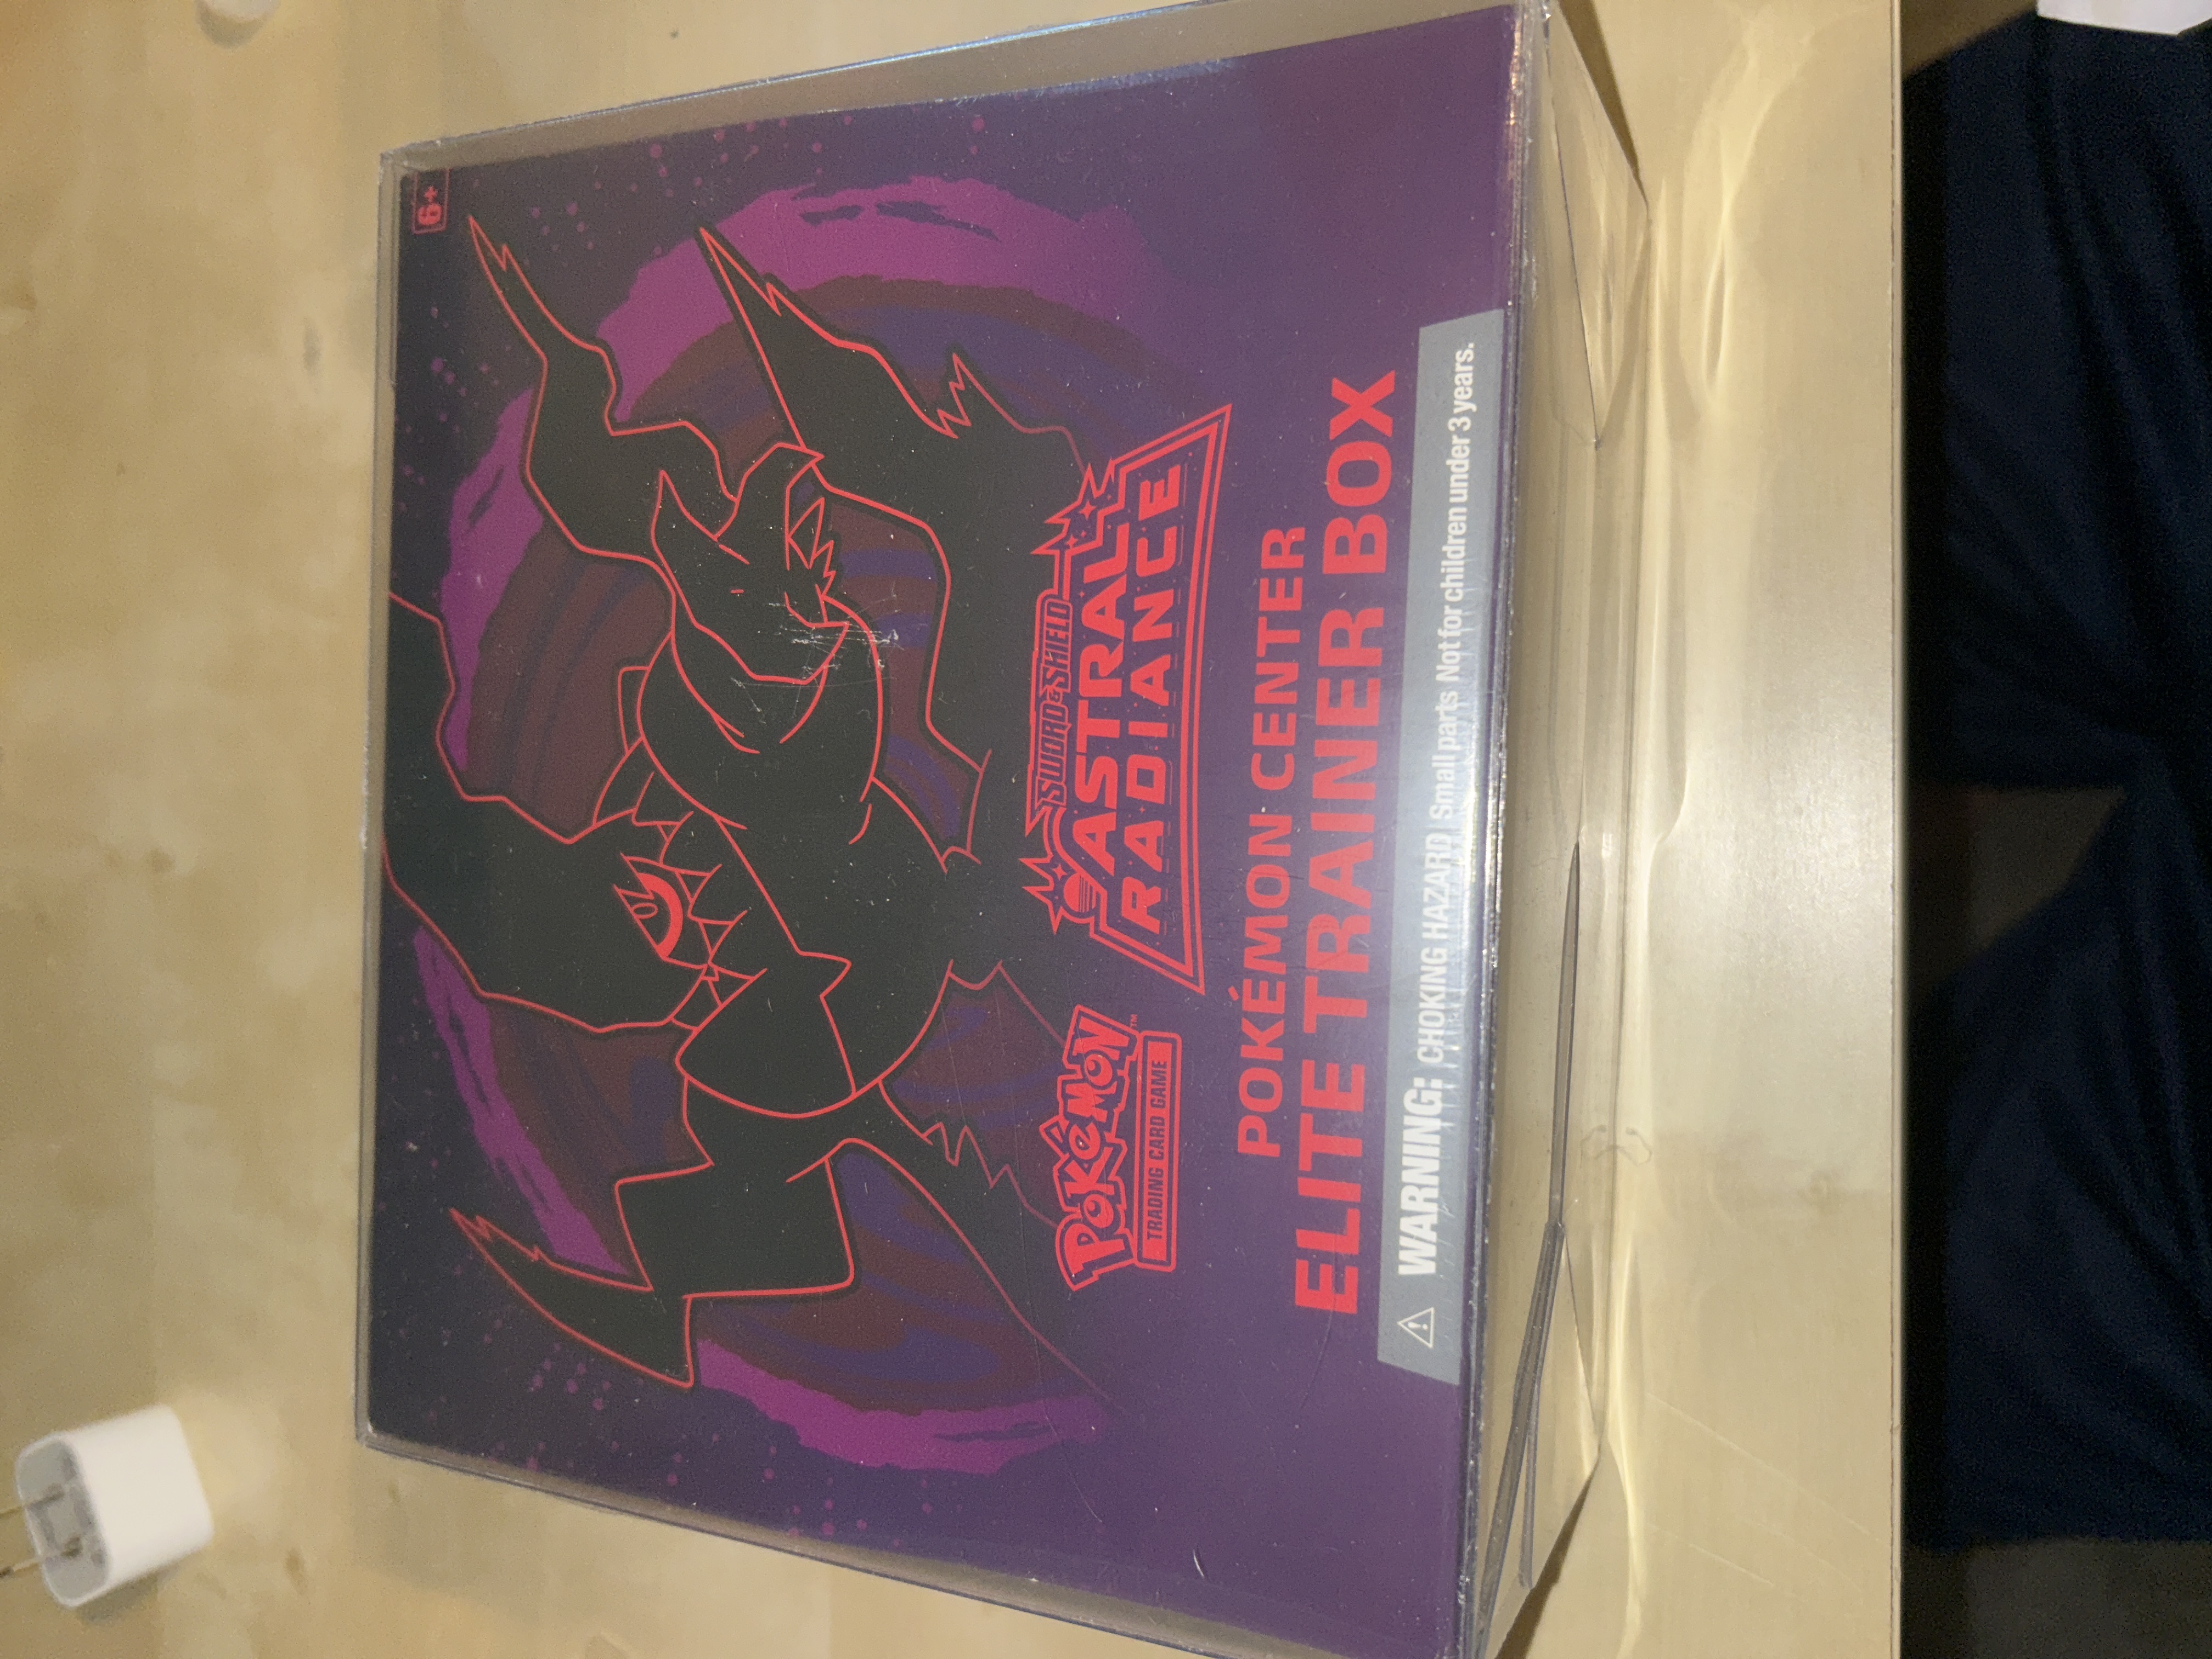 6+
SWORD & SHIELD
ASTRAL
RADIANCE
POKéMON™
TRADING CARD GAME
POKÉMON CENTER
ELITE TRAINER BOX
⚠ WARNING: CHOKING HAZARD Small parts Not for children under 3 years.